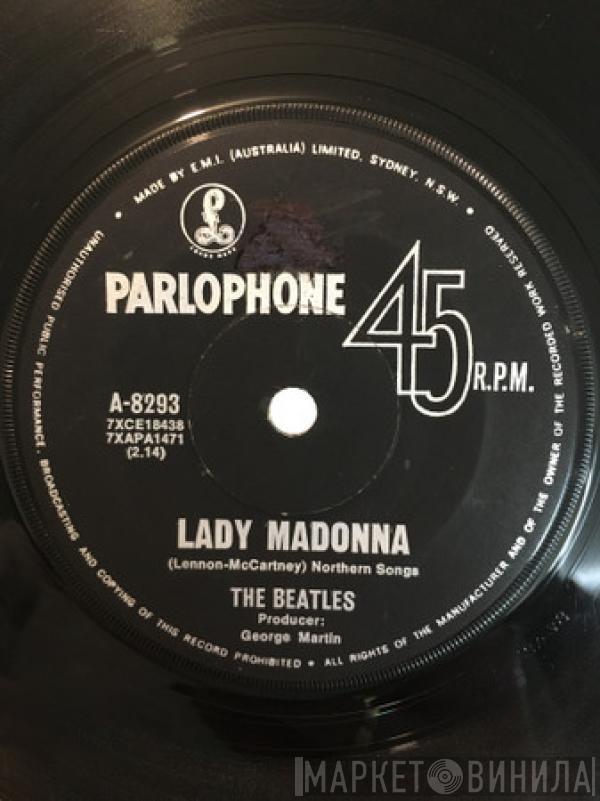 MADE BY E.M.I. (AUSTRALIA) LIMITED, SYDNEY, N.S.W. •
UNAUTHORISED PUBLIC PERFORMANCE, BROADCASTING AND COPYING OF THIS RECORD PROHIBITED • ALL RIGHTS OF THE MANUFACTURER AND OF THE OWNER OF THE RECORDED WORK RESERVED •
TRADE MARK
PARLOPHONE
45 R.P.M.
A-8293
7XCE18438
7XAPA1471
(2.14)
LADY MADONNA
(Lennon-McCartney) Northern Songs
THE BEATLES
Producer:
George Martin
МАРКЕТ ВИНИЛА